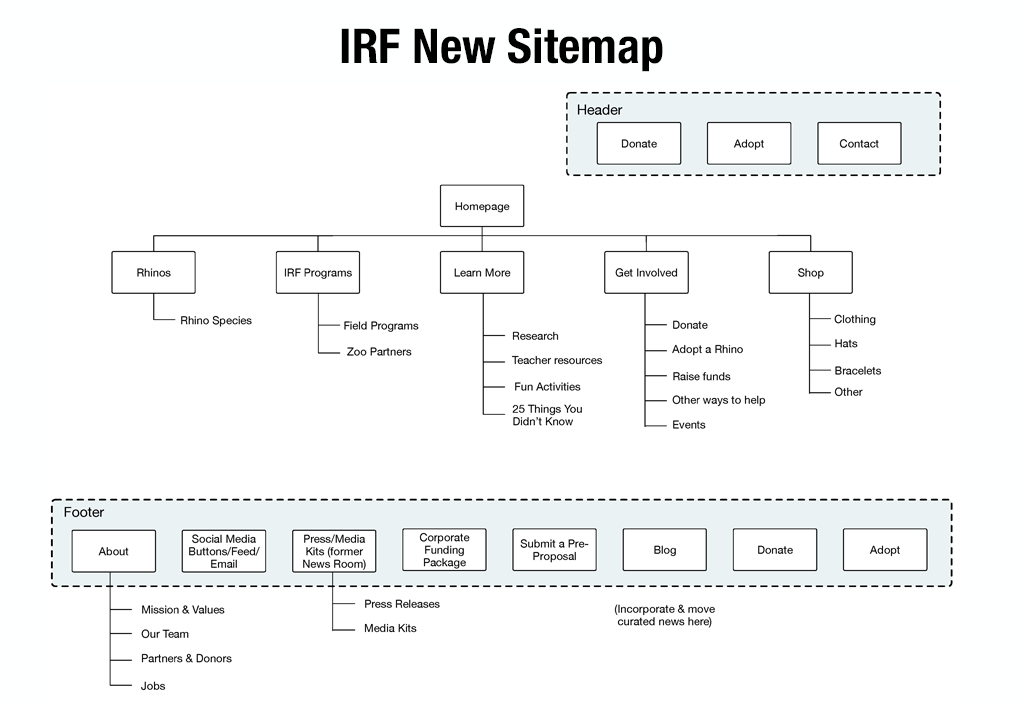 IRF New Sitemap
Header
Donate
Adopt
Contact
Homepage
Rhinos
IRF Programs
Learn More
Get Involved
Shop
Rhino Species
Field Programs
Zoo Partners
Research
Teacher resources
Fun Activities
25 Things You
Didn't Know
Donate
Adopt a Rhino
Raise funds
Other ways to help
Events
Clothing
Hats
Bracelets
Other
Footer
About
Social Media
Buttons/Feed/
Email
Press/Media
Kits (former
News Room)
Corporate
Funding
Package
Submit a Pre-
Proposal
Blog
Donate
Adopt
Mission & Values
Our Team
Partners & Donors
Jobs
Press Releases
Media Kits
(Incorporate & move
curated news here)